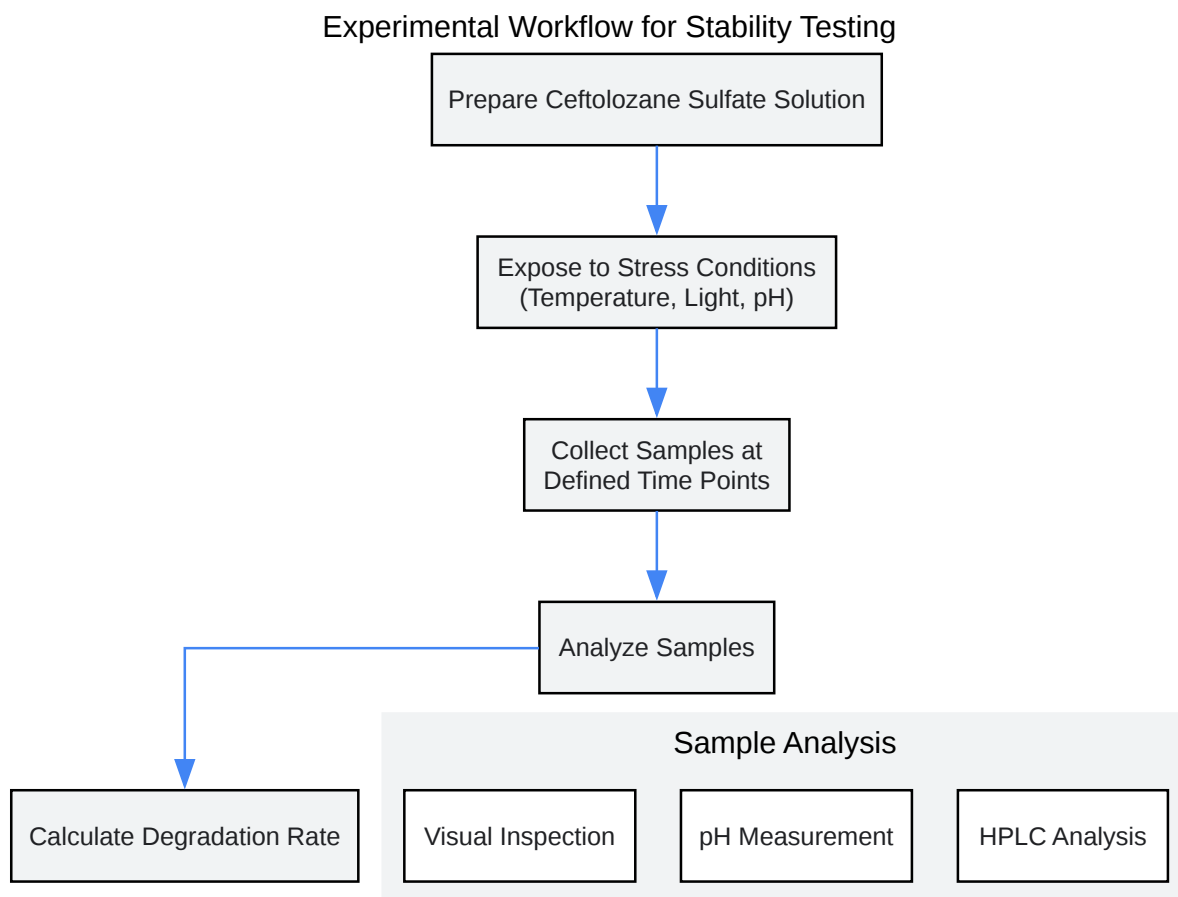 Experimental Workflow for Stability Testing
Prepare Ceftolozane Sulfate Solution
Expose to Stress Conditions
(Temperature, Light, pH)
Collect Samples at
Defined Time Points
Analyze Samples
Sample Analysis
Calculate Degradation Rate
Visual Inspection
pH Measurement
HPLC Analysis